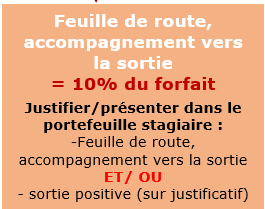 Feuille de route,
accompagnement vers
la sortie
= 10% du forfait
Justifier/présenter dans le
portefeuille stagiaire :
-Feuille de route,
accompagnement vers la sortie
ET/ OU
- sortie positive (sur justificatif)